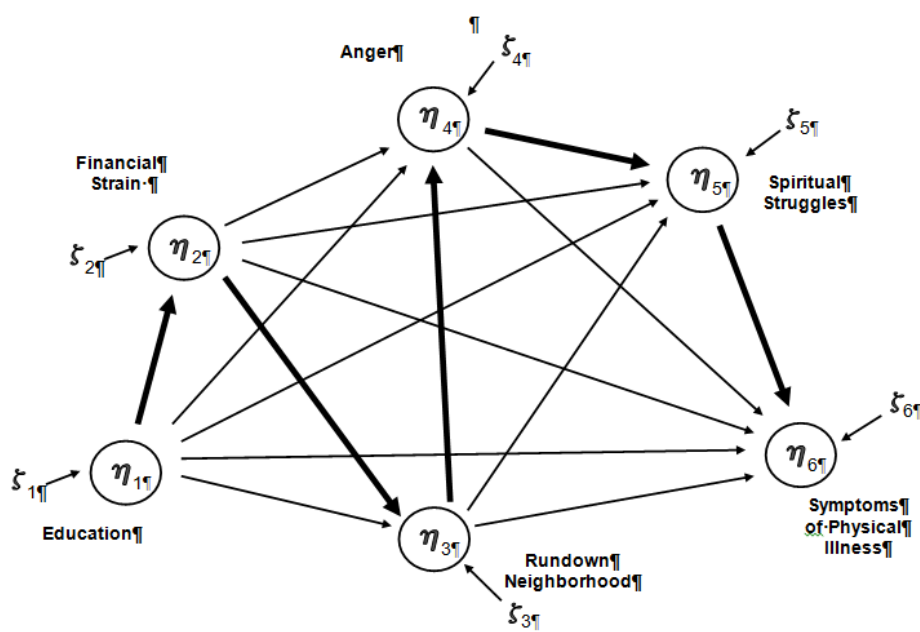 ¶
Anger¶
ζ4¶
η4¶
ζ5¶
Financial¶
Strain·¶
η5¶
Spiritual¶
Struggles¶
ζ2¶
η2¶
ζ6¶
η1¶
η6¶
ζ1¶
Education¶
η3¶
Symptoms¶
of·Physical¶
Illness¶
Rundown¶
Neighborhood¶
ζ3¶